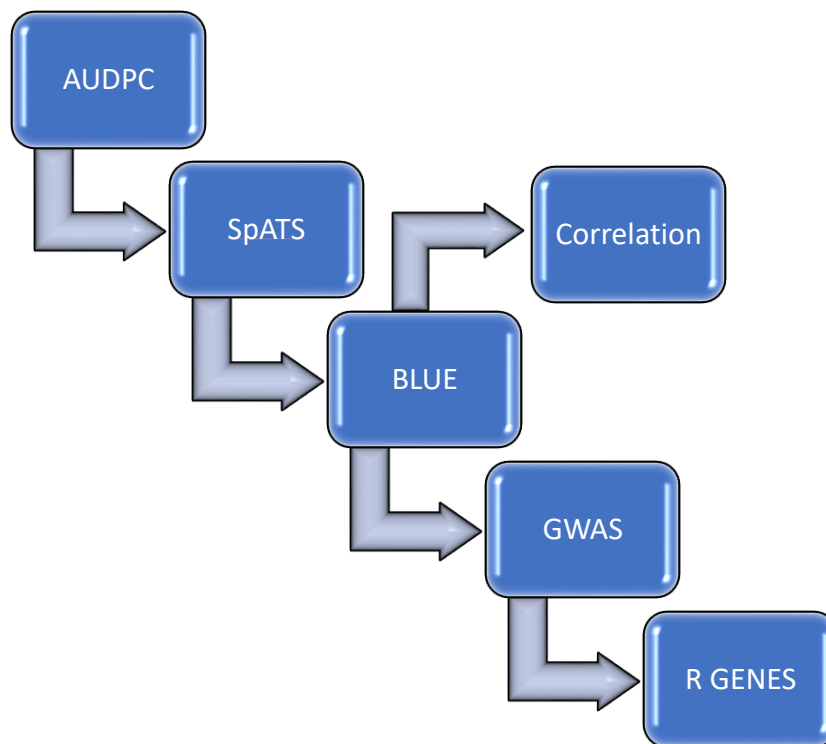 AUDPC
SpATS
Correlation
BLUE
GWAS
R GENES